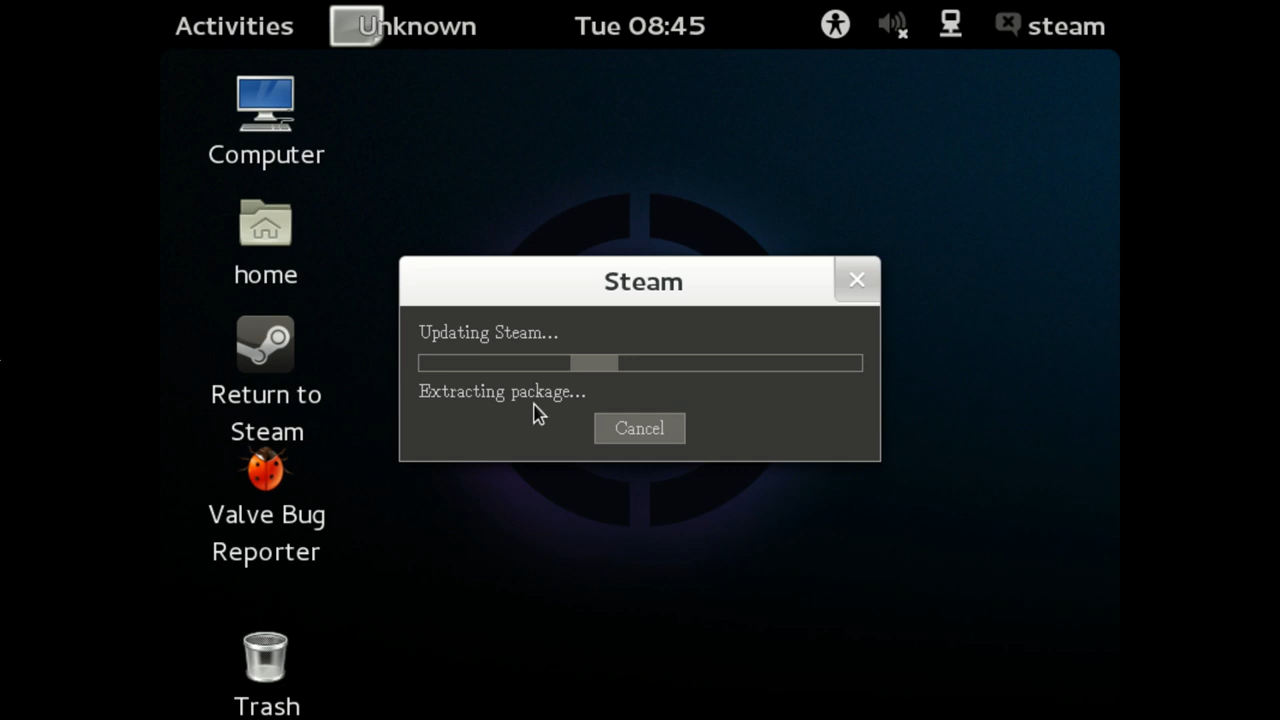 Activities Unknown Tue 08:45 steam
Computer
home
Return to
Steam
Valve Bug
Reporter
Trash
Steam
Updating Steam...
Extracting package...
Cancel